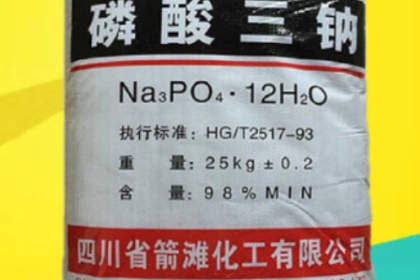 磷酸三钠
Na₃PO₄·12H₂O
执行标准：HG/T2517-93
重 量：25kg±0.2
含 量：98%MIN
四川省箭滩化工有限公司